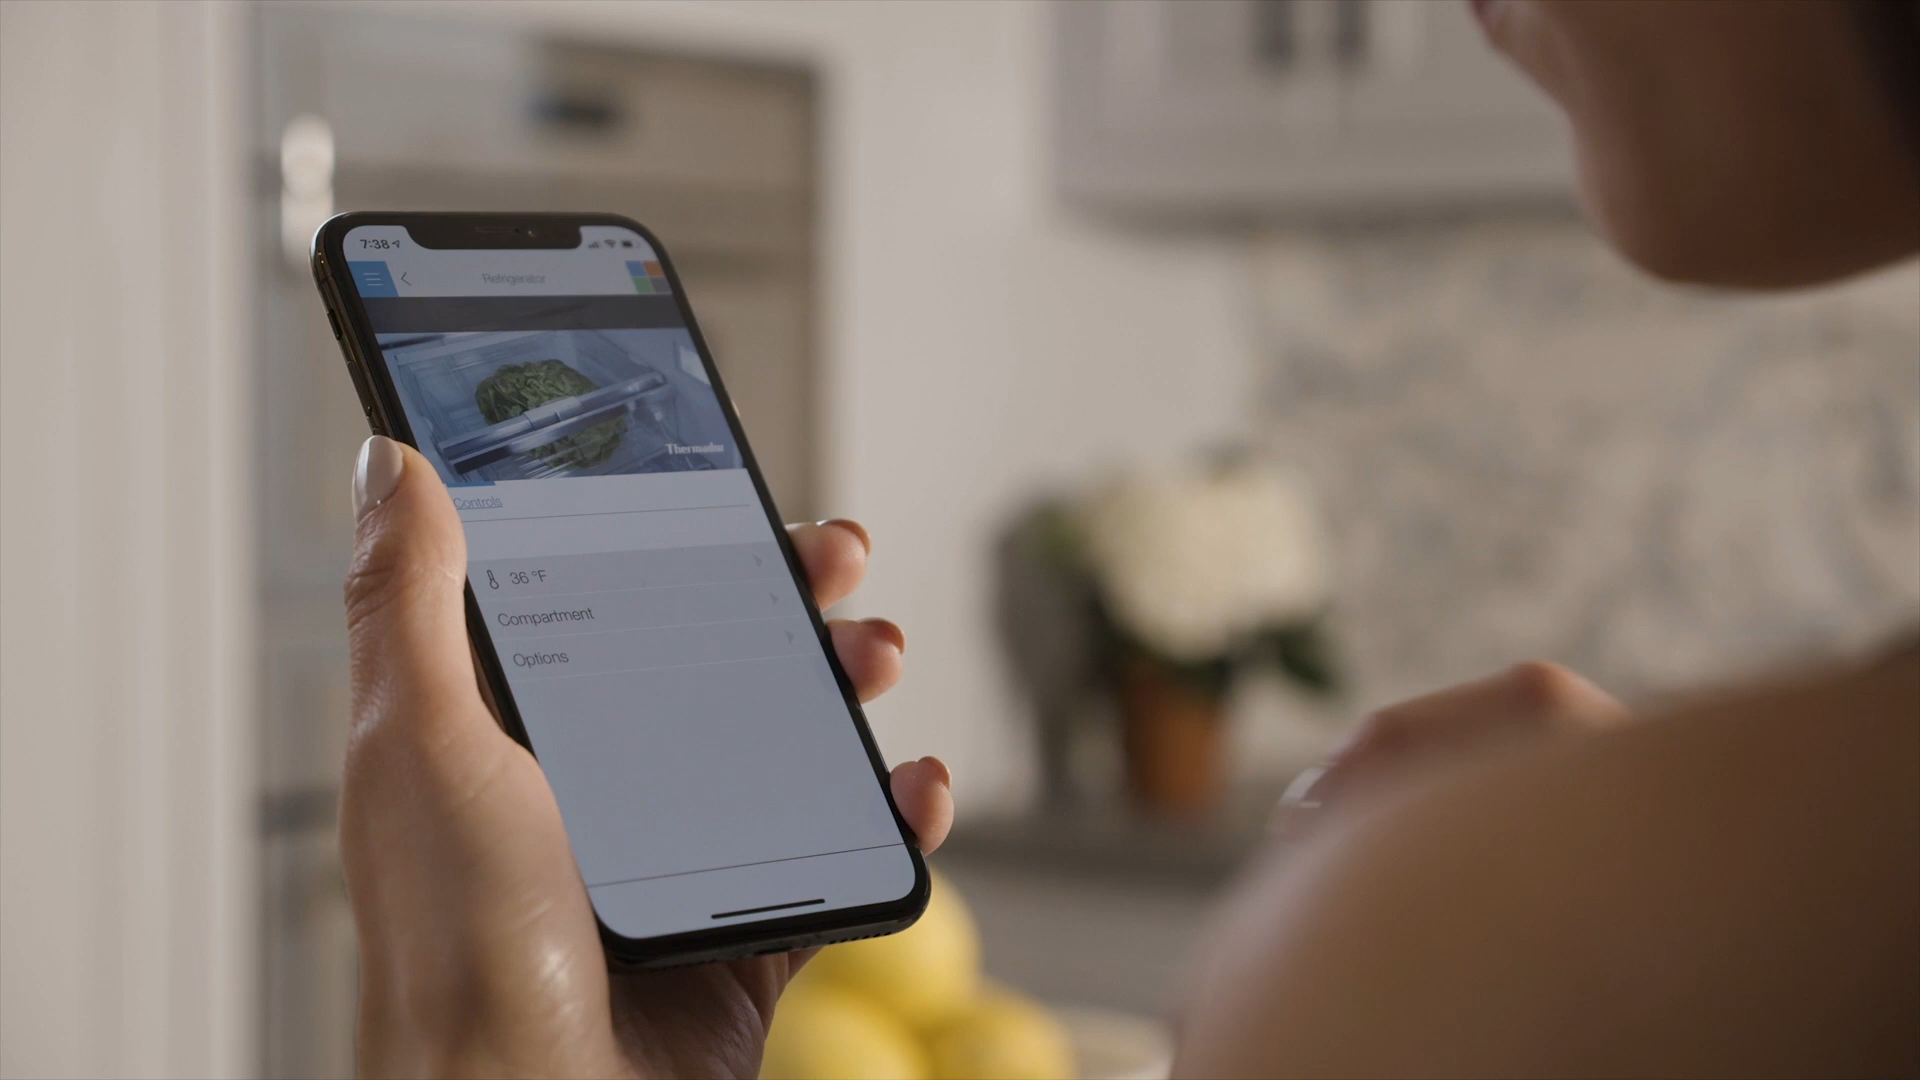 7:38
Refrigerator
Thermador
Controls
36 °F
Compartment
Options